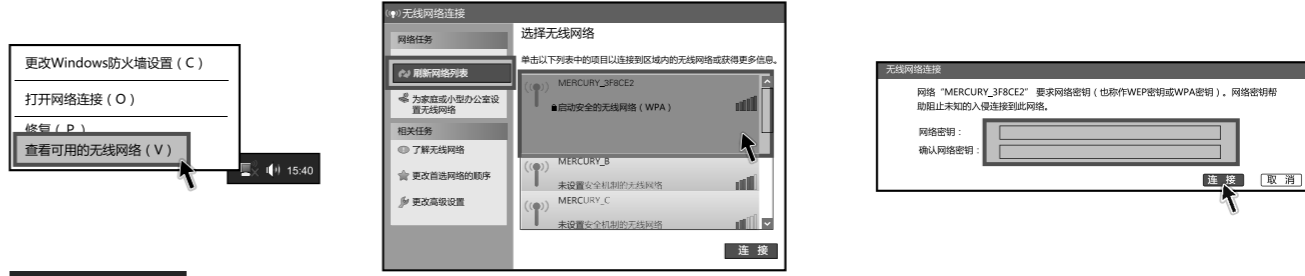 更改Windows防火墙设置（C）
打开网络连接（O）
修复（ P ）
查看可用的无线网络（V）
15:40
无线网络连接
网络任务
刷新网络列表
为家庭或小型办公室设
置无线网络
相关任务
了解无线网络
更改首选网络的顺序
更改高级设置
选择无线网络
单击以下列表中的项目以连接到区域内的无线网络或获得更多信息。
MERCURY_3F8CE2
启动安全的无线网络（WPA）
MERCURY_B
未设置安全机制的无线网络
MERCURY_C
未设置安全机制的无线网络
连 接
无线网络连接
网络“MERCURY_3F8CE2” 要求网络密钥（也称作WEP密钥或WPA密钥）。网络密钥帮
助阻止未知的入侵连接到此网络。
网络密钥：
确认网络密钥：
连 接 取 消